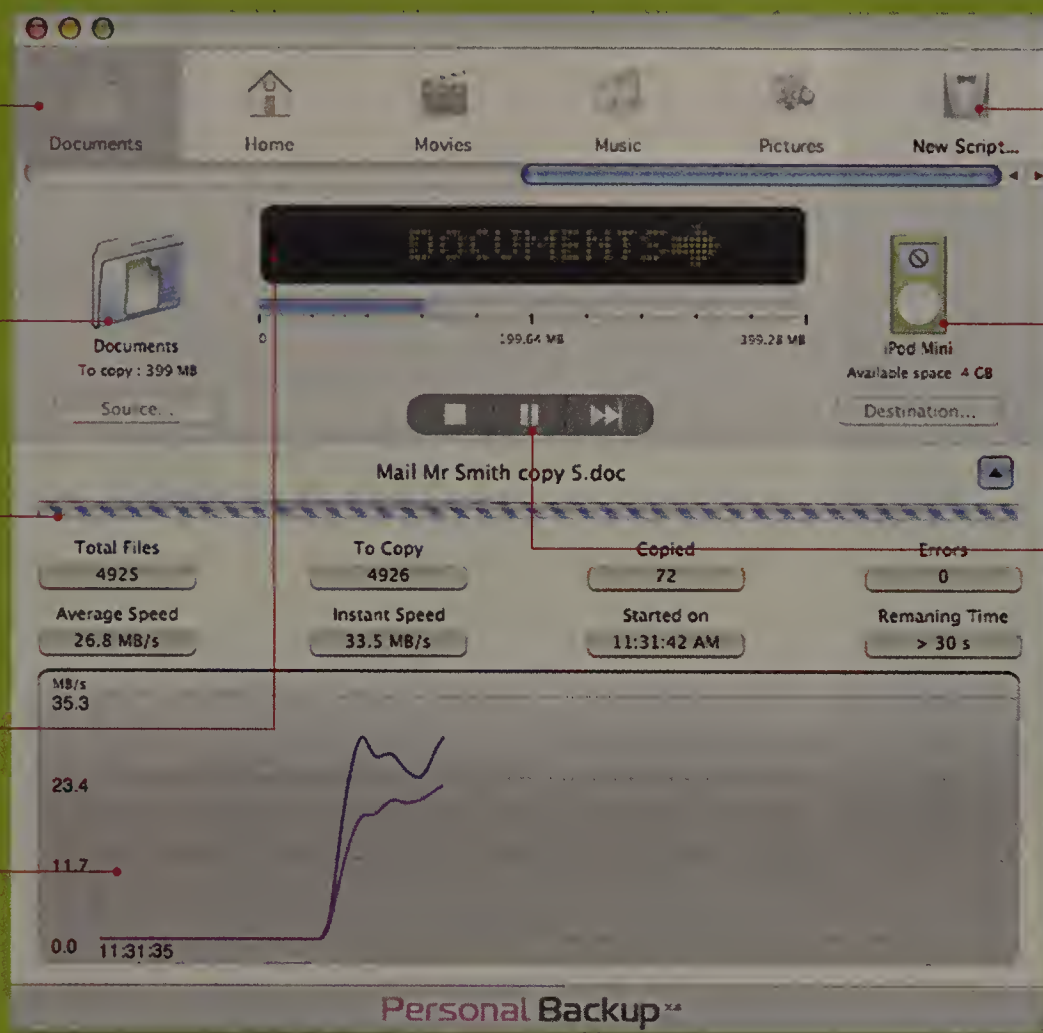 Documents Home Movies Music Pictures New Script...
DOCUMENTS
0 199.64 MB 399.28 MB
Documents
To copy : 399 MB
Source...
iPod Mini
Available space 4 GB
Destination...
Mail Mr Smith copy 5.doc
Total Files To Copy Copied Errors
4925 4926 72 0
Average Speed Instant Speed Started on Remaning Time
26.8 MB/s 33.5 MB/s 11:31:42 AM > 30 s
MB/s
35.3
23.4
11.7
0.0 11:31:35
Personal Backup X4